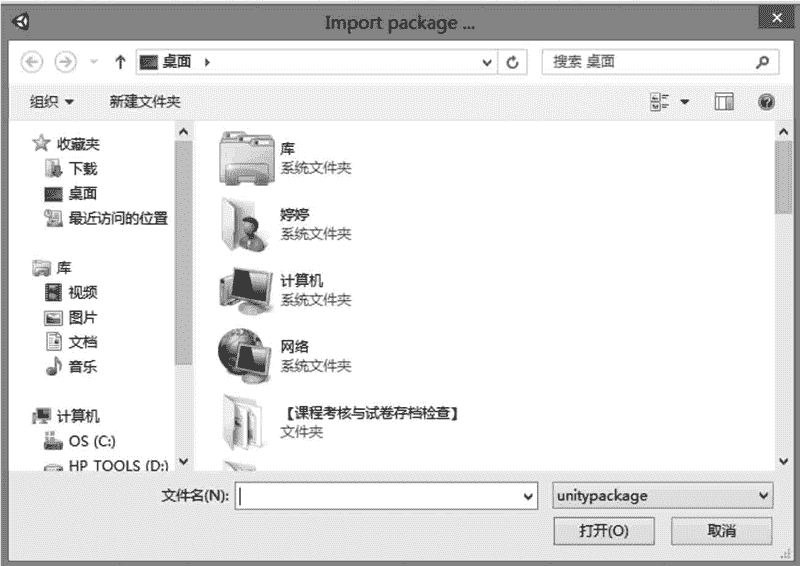 Import package ...
桌面
搜索 桌面
组织
新建文件夹
收藏夹
下载
桌面
最近访问的位置
库
视频
图片
文档
音乐
计算机
OS (C:)
HP TOOLS (D:)
库
系统文件夹
婷婷
系统文件夹
计算机
系统文件夹
网络
系统文件夹
【课程考核与试卷存档检查】
文件夹
文件名(N):
unitypackage
打开(O)
取消